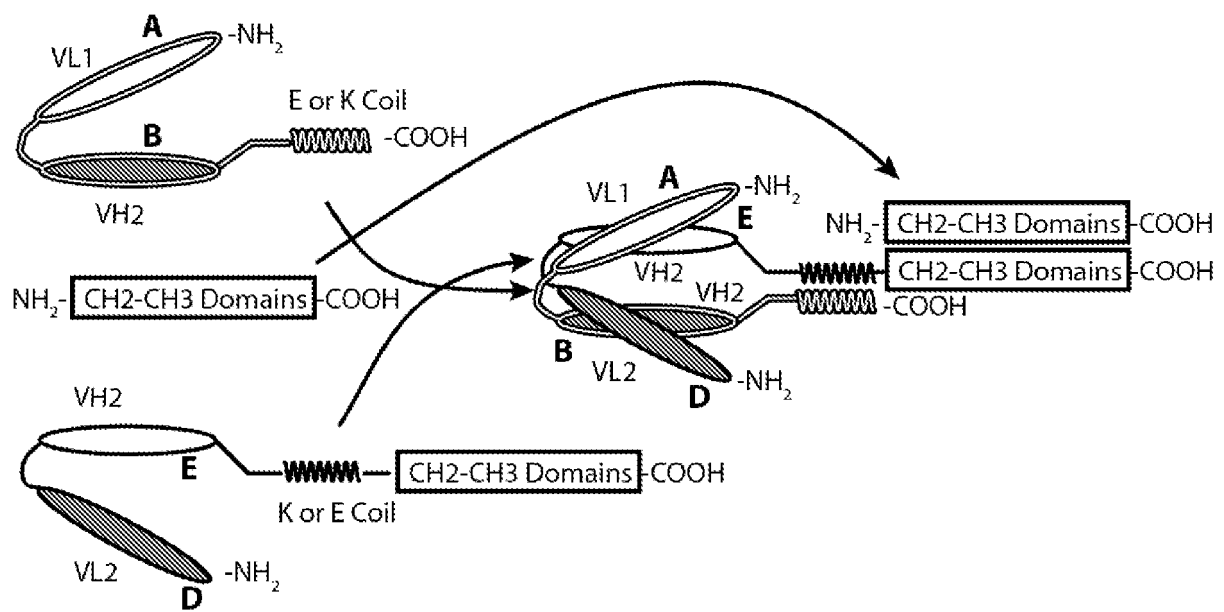 A
-NH2
VL1
E or K Coil
B
-COOH
VH2
NH2- CH2-CH3 Domains -COOH
VH2
E
CH2-CH3 Domains -COOH
K or E Coil
VL2
-NH2
D
A
-NH2
VL1
E
NH2- CH2-CH3 Domains -COOH
VH2
CH2-CH3 Domains -COOH
VH2
-COOH
B
VL2
-NH2
D